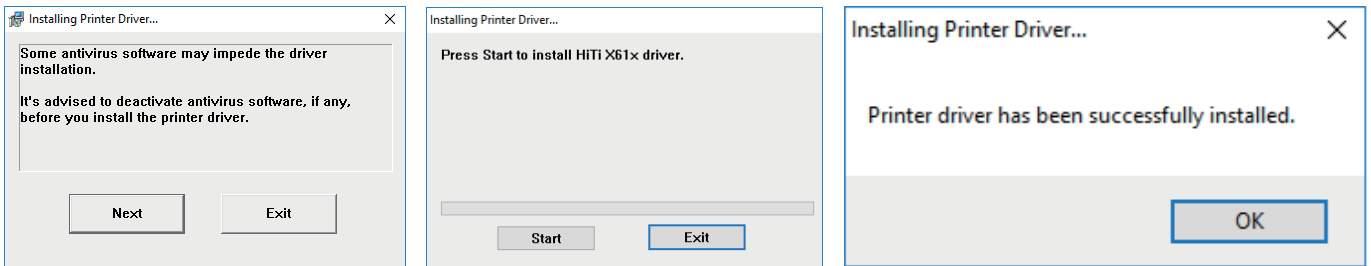 Installing Printer Driver...
Some antivirus software may impede the driver
installation.
It's advised to deactivate antivirus software, if any,
before you install the printer driver.
Next
Exit
Installing Printer Driver...
Press Start to install HiTi X61x driver.
Start
Exit
Installing Printer Driver...
Printer driver has been successfully installed.
OK